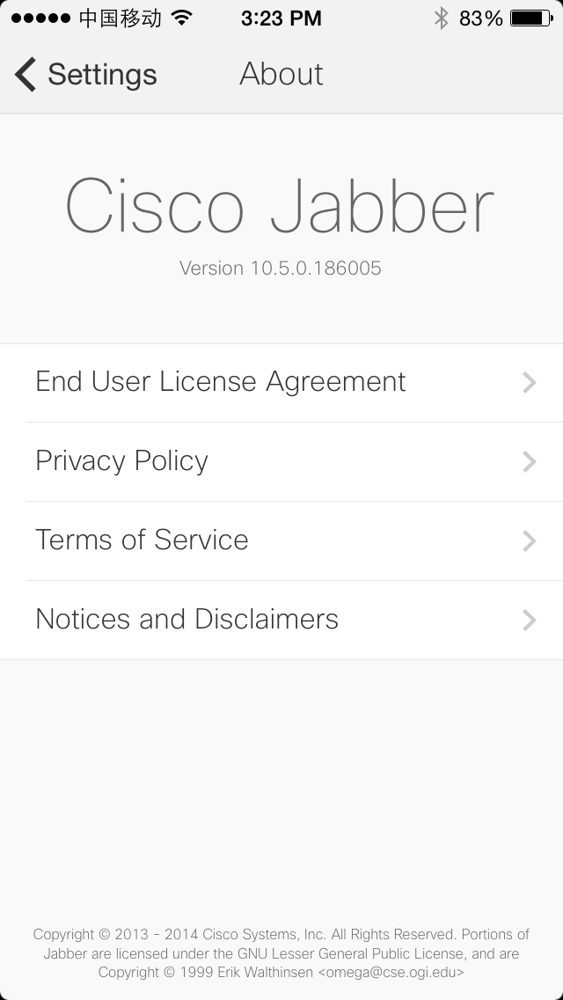 中国移动 3:23 PM 83%
Settings About
Cisco Jabber
Version 10.5.0.186005
End User License Agreement
Privacy Policy
Terms of Service
Notices and Disclaimers
Copyright © 2013 - 2014 Cisco Systems, Inc. All Rights Reserved. Portions of
Jabber are licensed under the GNU Lesser General Public License, and are
Copyright © 1999 Erik Walthinsen <omega@cse.ogi.edu>